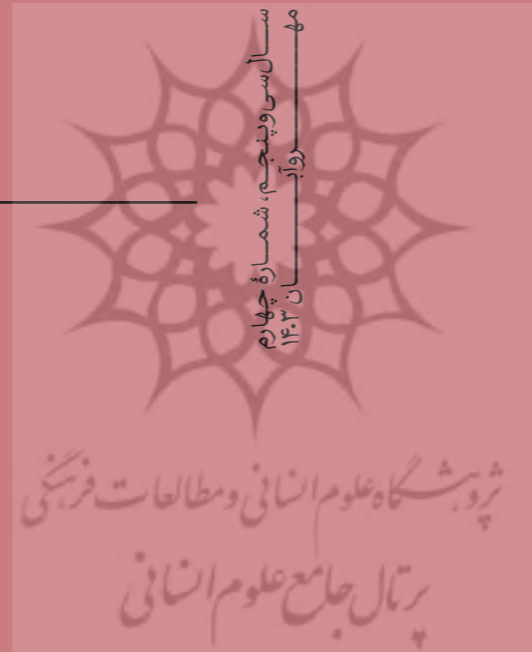 سال سی و پنجم، شمارهٔ چهارم
مهر و آبان ۱۴۰۳
پژوهشگاه علوم انسانی و مطالعات فرهنگی
پرتال جامع علوم انسانی